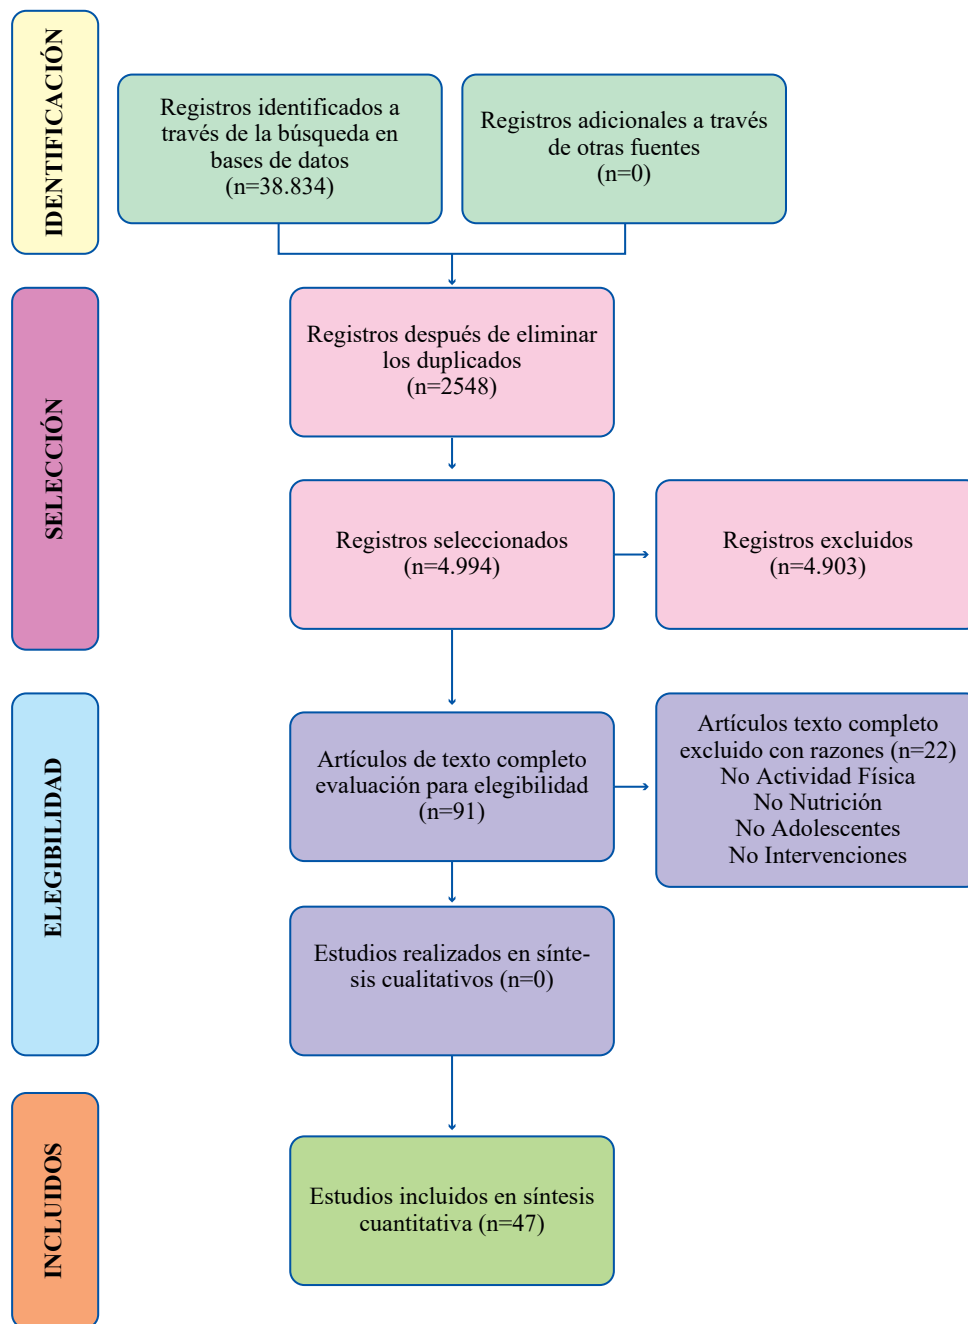 IDENTIFICACIÓN
Registros identificados a
través de la búsqueda en
bases de datos
(n=38.834)
Registros adicionales a través
de otras fuentes
(n=0)
SELECCIÓN
Registros después de eliminar
los duplicados
(n=2548)
Registros seleccionados
(n=4.994)
Registros excluidos
(n=4.903)
ELEGIBILIDAD
Artículos de texto completo
evaluación para elegibilidad
(n=91)
Artículos texto completo
excluido con razones (n=22)
No Actividad Física
No Nutrición
No Adolescentes
No Intervenciones
Estudios realizados en sínte-
sis cualitativos (n=0)
INCLUIDOS
Estudios incluidos en síntesis
cuantitativa (n=47)